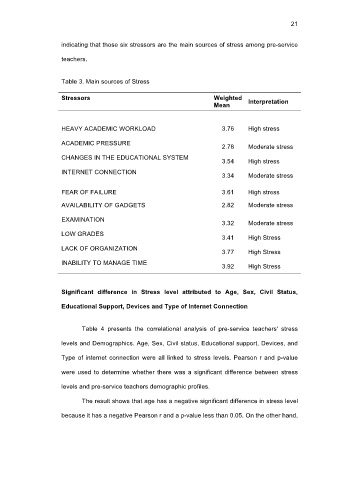 21
indicating that those six stressors are the main sources of stress among pre-service
teachers.
Table 3. Main sources of Stress
Stressors Weighted Mean Interpretation
HEAVY ACADEMIC WORKLOAD 3.76 High stress
ACADEMIC PRESSURE 2.78 Moderate stress
CHANGES IN THE EDUCATIONAL SYSTEM 3.54 High stress
INTERNET CONNECTION 3.34 Moderate stress
FEAR OF FAILURE 3.61 High stress
AVAILABILITY OF GADGETS 2.82 Moderate stress
EXAMINATION 3.32 Moderate stress
LOW GRADES 3.41 High Stress
LACK OF ORGANIZATION 3.77 High Stress
INABILITY TO MANAGE TIME 3.92 High Stress
Significant difference in Stress level attributed to Age, Sex, Civil Status,
Educational Support, Devices and Type of Internet Connection
Table 4 presents the correlational analysis of pre-service teachers' stress
levels and Demographics. Age, Sex, Civil status, Educational support, Devices, and
Type of internet connection were all linked to stress levels. Pearson r and p-value
were used to determine whether there was a significant difference between stress
levels and pre-service teachers demographic profiles.
The result shows that age has a negative significant difference in stress level
because it has a negative Pearson r and a p-value less than 0.05. On the other hand,